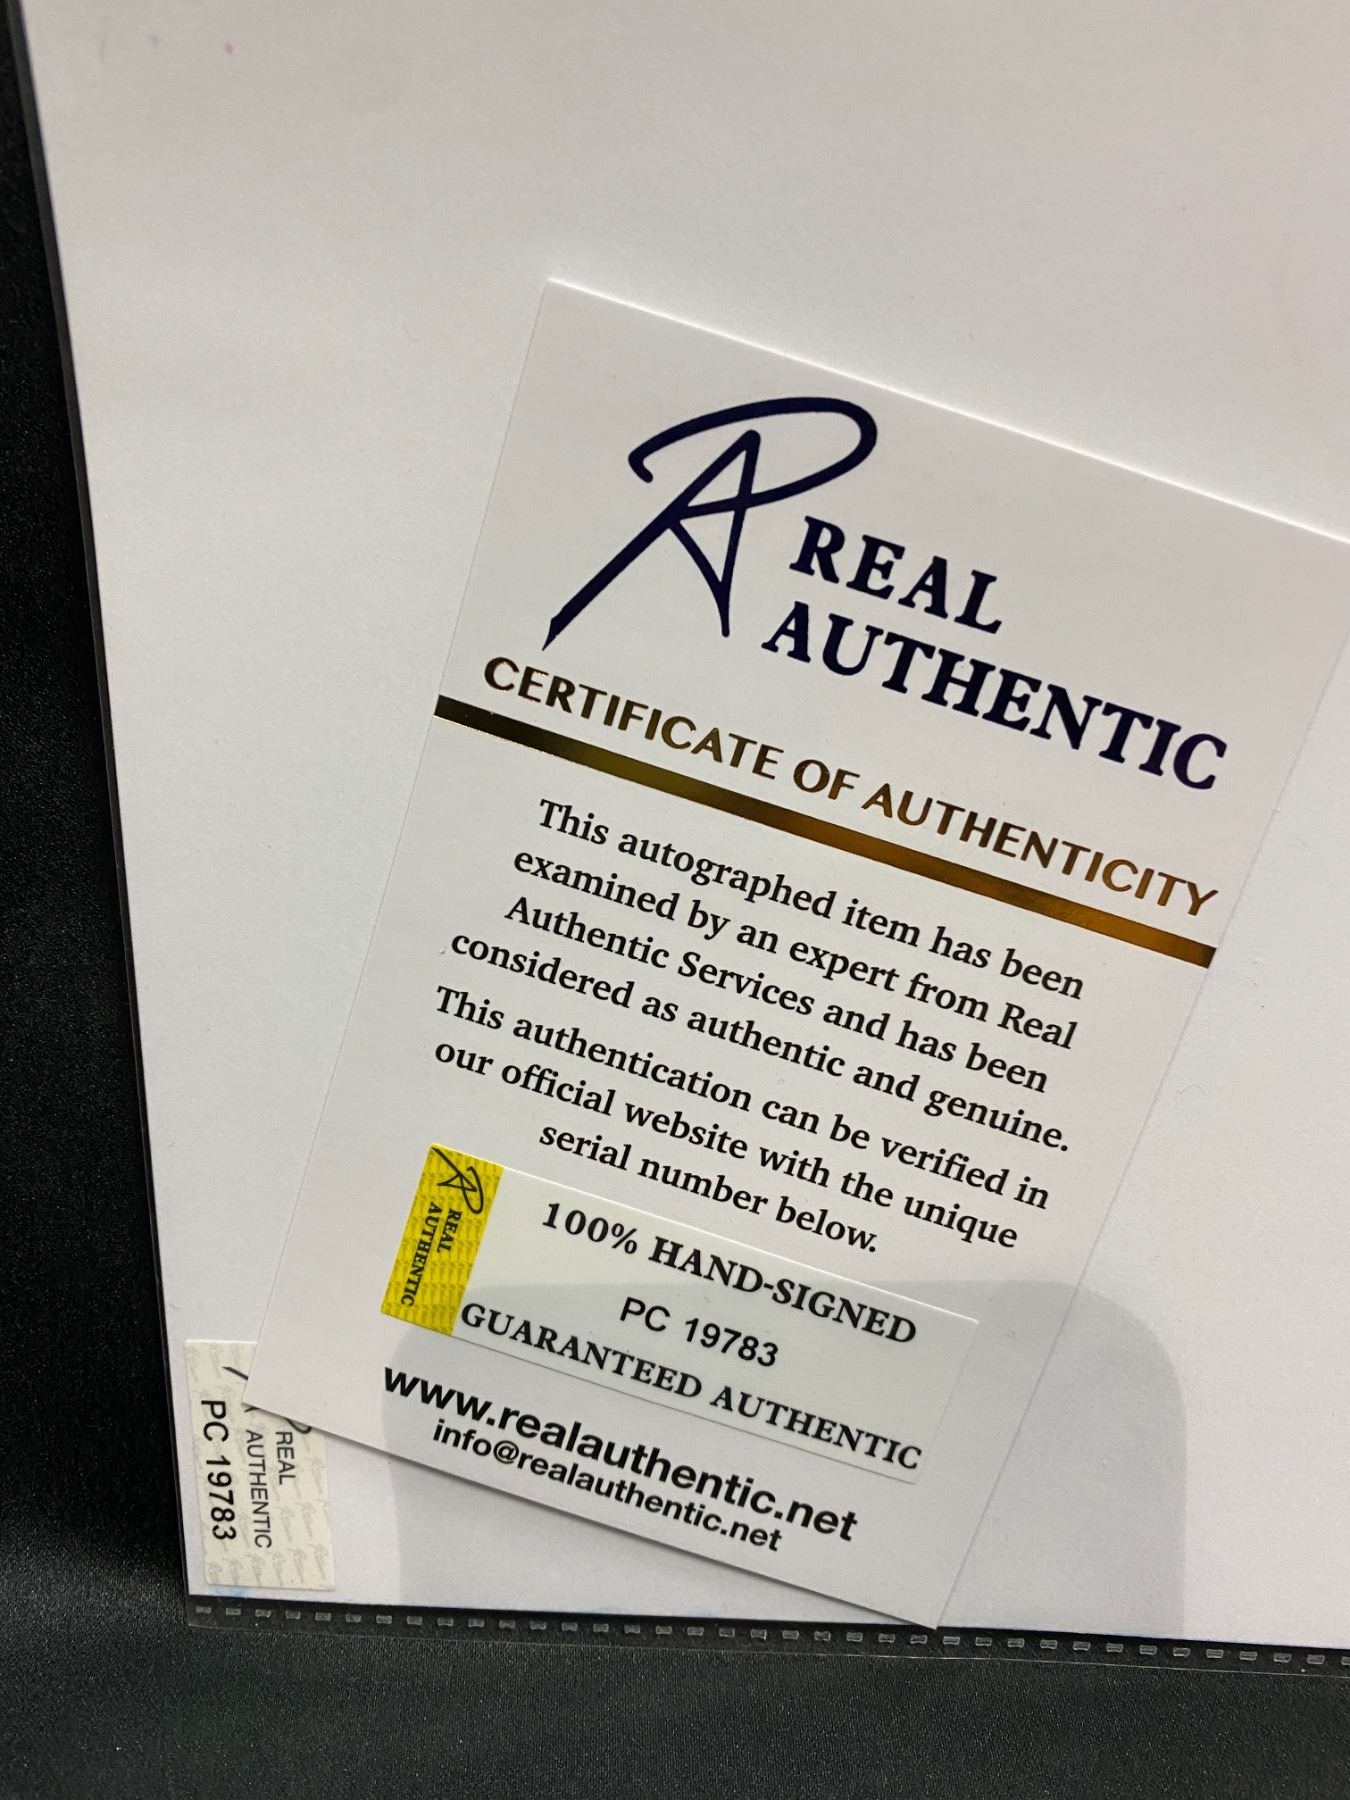 RA REAL
AUTHENTIC
CERTIFICATE OF AUTHENTICITY
This autographed item has been
examined by an expert from Real
Authentic Services and has been
considered as authentic and genuine.
This authentication can be verified in
our official website with the unique
serial number below.
RA REAL
AUTHENTIC
100% HAND-SIGNED
PC 19783
GUARANTEED AUTHENTIC
www.realauthentic.net
info@realauthentic.net
REAL
AUTHENTIC
PC 19783